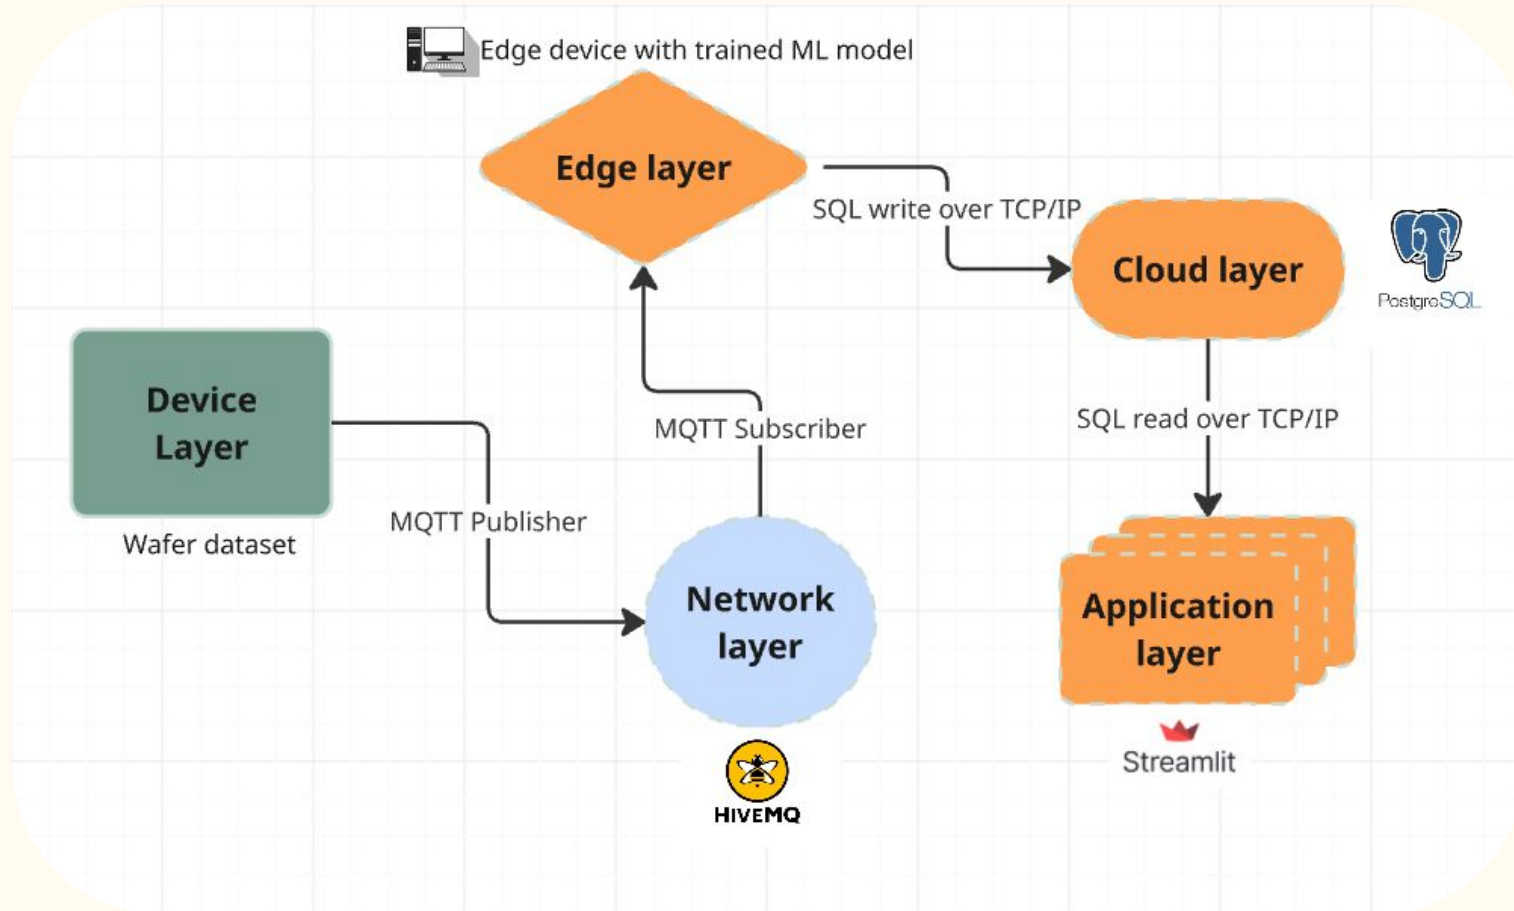 Edge device with trained ML model
Edge layer
SQL write over TCP/IP
Cloud layer
PostgreSQL
Device
Layer
Wafer dataset
MQTT Publisher
MQTT Subscriber
SQL read over TCP/IP
Network
layer
HIVEMQ
Application
layer
Streamlit